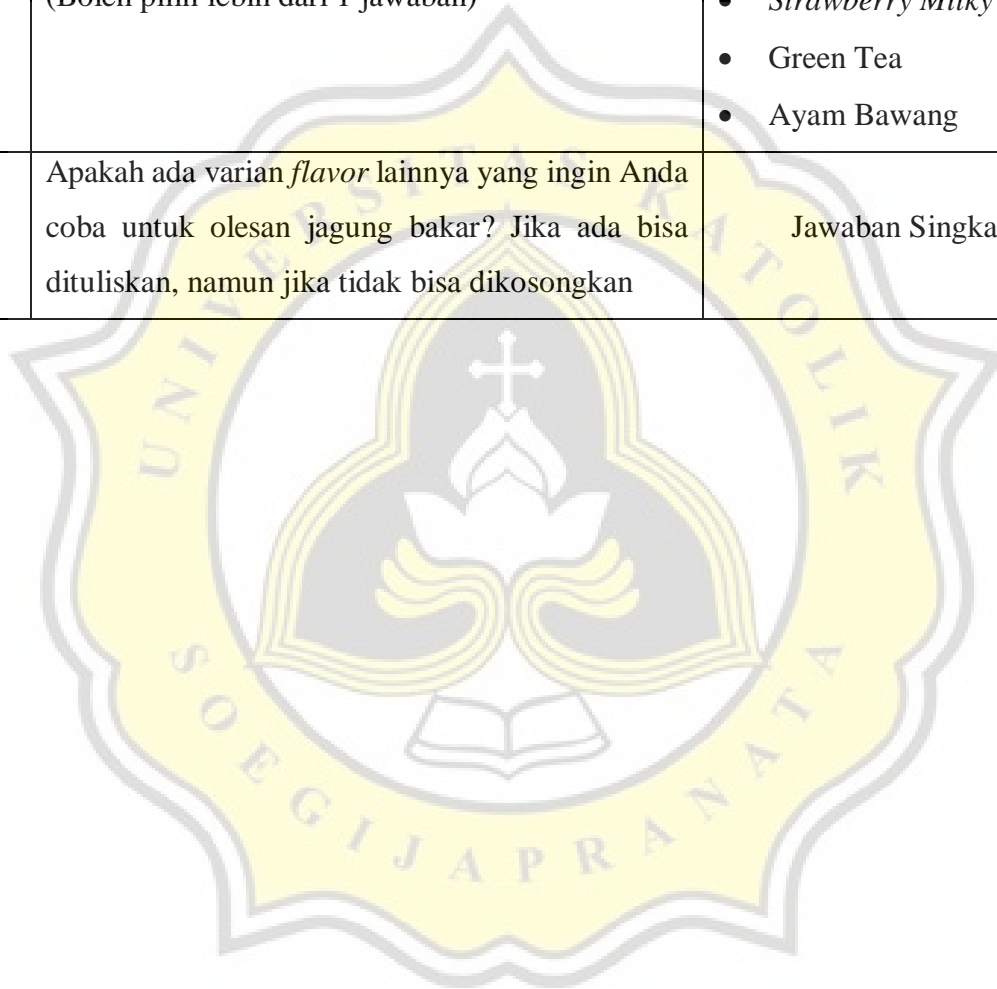 (Boleh pilih lebih dari 1 jawaban)
• Strawberry Milky
• Green Tea
• Ayam Bawang
Apakah ada varian flavor lainnya yang ingin Anda
coba untuk olesan jagung bakar? Jika ada bisa
dituliskan, namun jika tidak bisa dikosongkan
Jawaban Singka
UNIVERSITAS KATOLIK
SOEGIJAPRANATA